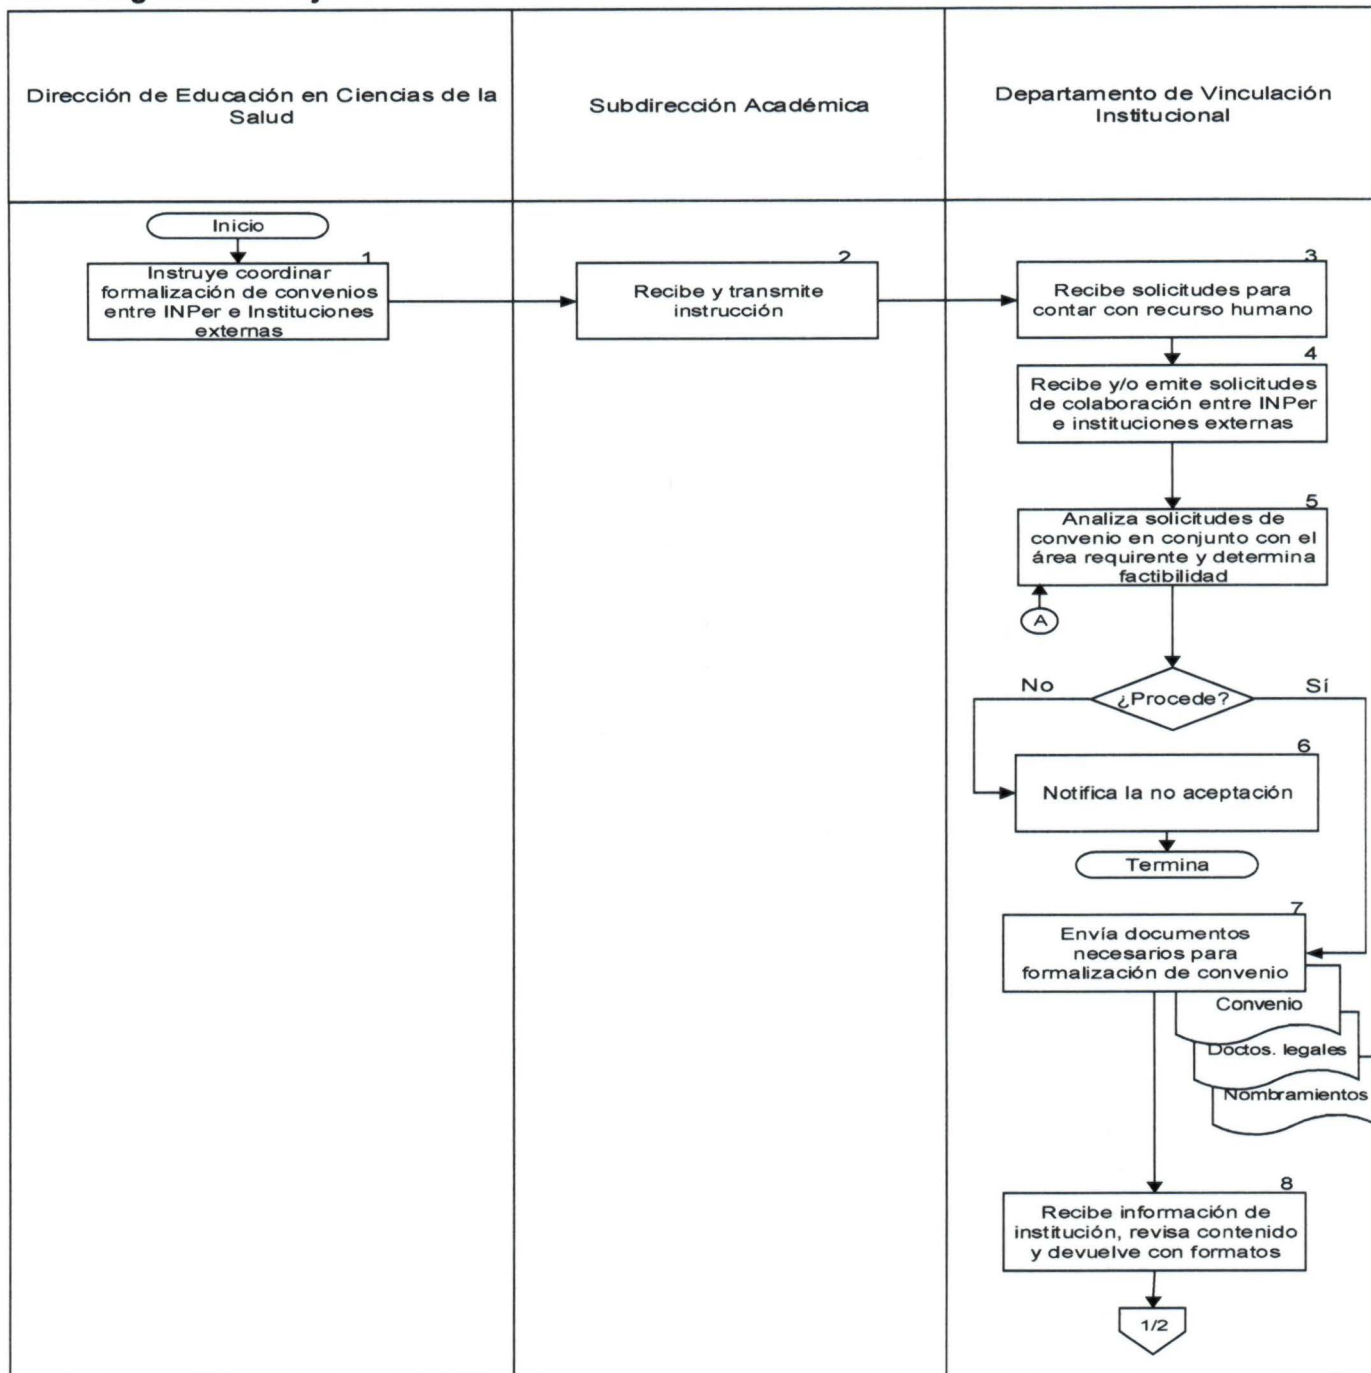 Dirección de Educación en Ciencias de la
Salud
Subdirección Académica
Departamento de Vinculación
Institucional
Inicio
1
Instruye coordinar
formalización de convenios
entre INPer e Instituciones
externas
2
Recibe y transmite
instrucción
3
Recibe solicitudes para
contar con recurso humano
4
Recibe y/o emite solicitudes
de colaboración entre INPer
e instituciones externas
5
Analiza solicitudes de
convenio en conjunto con el
área requirente y determina
factibilidad
A
No
¿Procede?
Sí
6
Notifica la no aceptación
Termina
7
Envía documentos
necesarios para
formalización de convenio
Convenio
Doctos. legales
Nombramientos
8
Recibe información de
institución, revisa contenido
y devuelve con formatos
1/2